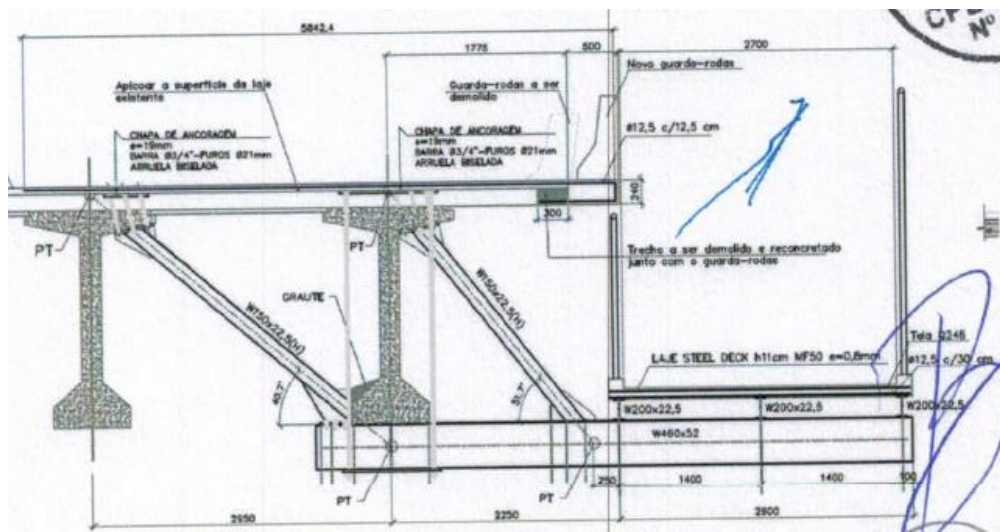 5842,4
1775
500
2700
Apicoar a superfície da laje
existente
Guarda-rodas a ser
demolido
Novo guarda-rodas
CHAPA DE ANCORAGEM
e=19mm
BARRA Ø3/4"-FUROS Ø21mm
ARRUELA BISELADA
CHAPA DE ANCORAGEM
e=19mm
BARRA Ø3/4"-FUROS Ø21mm
ARRUELA BISELADA
Ø12,5 c/12,5 cm
240
300
PT
PT
Trecho a ser demolido e reconcretado
junto com o guarda-rodas
GRAUTE
W150x22,5(H)
W150x22,5(H)
Tela Q246
LAJE STEEL DECK h11cm MF50 e=0,8mm
Ø12,5 c/30 cm
W200x22,5
W200x22,5
W200x22,5
W460x52
PT
PT
250
1400
1400
100
2950
2250
2800
Nº